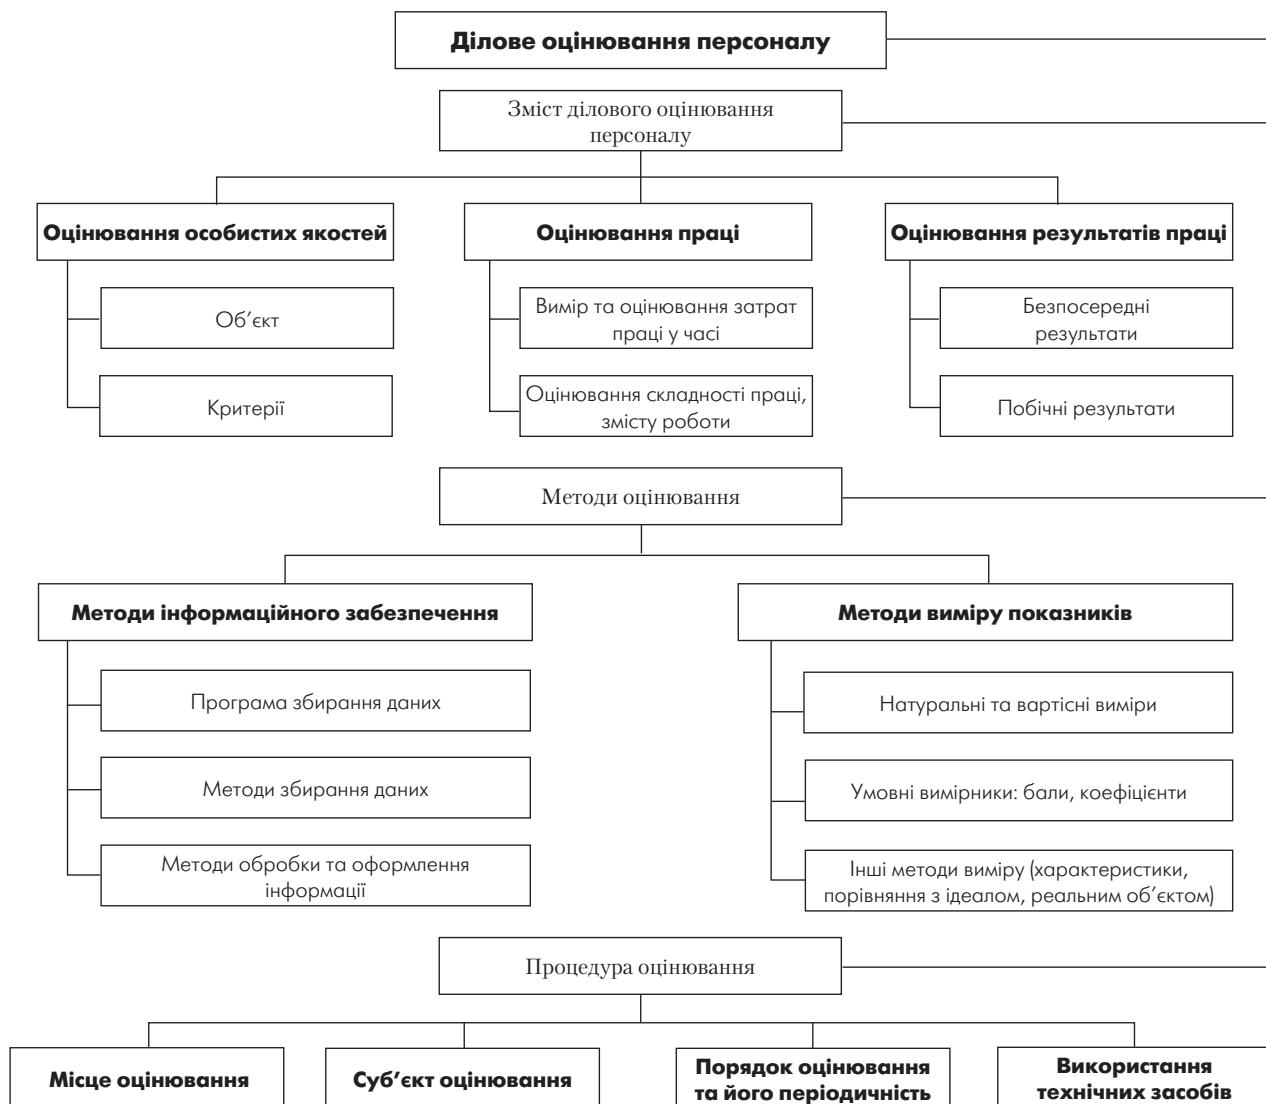 Ділове оцінювання персоналу
Зміст ділового оцінювання
персоналу
Оцінювання особистих якостей
Оцінювання праці
Оцінювання результатів праці
Об’єкт
Вимір та оцінювання затрат
праці у часі
Безпосередні
результати
Критерії
Оцінювання складності праці,
змісту роботи
Побічні результати
Методи оцінювання
Методи інформаційного забезпечення
Методи виміру показників
Програма збирання даних
Натуральні та вартісні виміри
Методи збирання даних
Умовні вимірники: бали, коефіцієнти
Методи обробки та оформлення
інформації
Інші методи виміру (характеристики,
порівняння з ідеалом, реальним об’єктом)
Процедура оцінювання
Місце оцінювання
Суб’єкт оцінювання
Порядок оцінювання
та його періодичність
Використання
технічних засобів